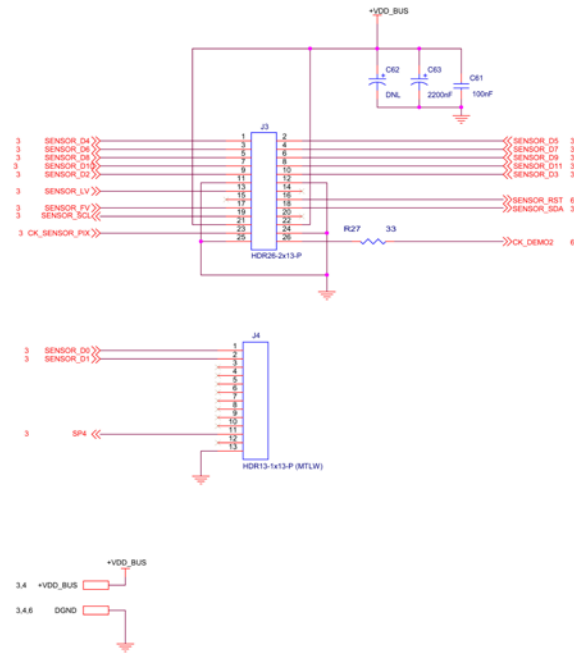 +VDD_BUS
C62
C63
C61
DNL
2200nF
100nF
J3
3 SENSOR_D4 1 2 SENSOR_D5 3
3 SENSOR_D6 3 4 SENSOR_D7 3
3 SENSOR_D8 5 6 SENSOR_D9 3
3 SENSOR_D10 7 8 SENSOR_D11 3
3 SENSOR_D2 9 10 SENSOR_D3 3
11 12
3 SENSOR_LV 13 14
15 16 SENSOR_RST 6
3 SENSOR_FV 17 18 SENSOR_SDA 3
3 SENSOR_SCL 19 20
21 22
3 CK_SENSOR_PIX 23 24
25 26 CK_DEMO2 6
R27 33
HDR26-2x13-P
J4
3 SENSOR_D0 1
3 SENSOR_D1 2
3
4
5
6
7
8
9
10
3 SP4 11
12
13
HDR13-1x13-P (MTLW)
+VDD_BUS
3,4 +VDD_BUS
3,4,6 DGND